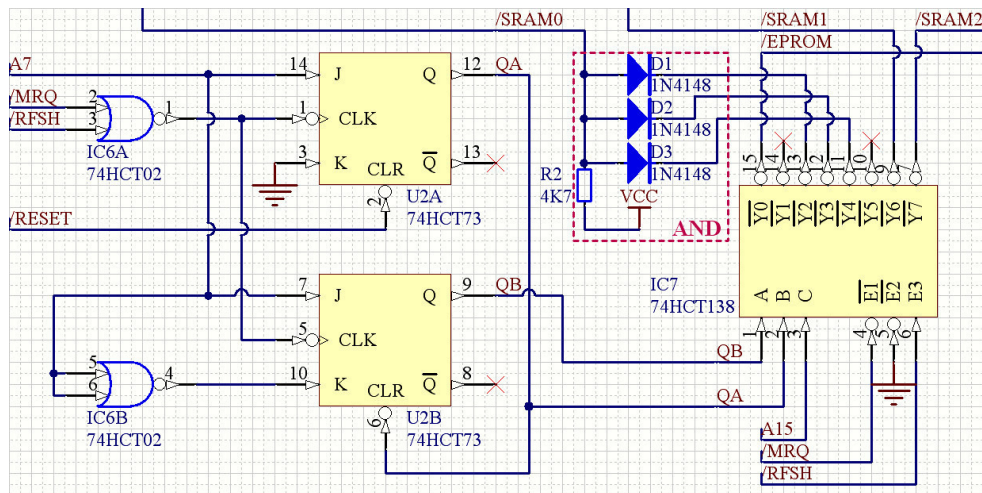 /SRAM0
/SRAM1
/SRAM2
/EPROM
A7
14
J
Q
12
QA
D1
1N4148
/MRQ
2
1
1
CLK
D2
1N4148
/RFSH
3
IC6A
74HCT02
3
K
Q
13
D3
1N4148
CLR
2
U2A
74HCT73
R2
4K7
VCC
AND
15
4
13
2
1
10
6
7
/RESET
Y0
Y1
Y2
Y3
Y4
Y5
Y6
Y7
IC7
74HCT138
A
B
C
E1
E2
E3
1
2
3
4
5
6
7
J
Q
9
QB
5
CLK
QB
5
6
4
IC6B
74HCT02
10
K
Q
8
CLR
6
U2B
74HCT73
QA
A15
/MRQ
/RFSH